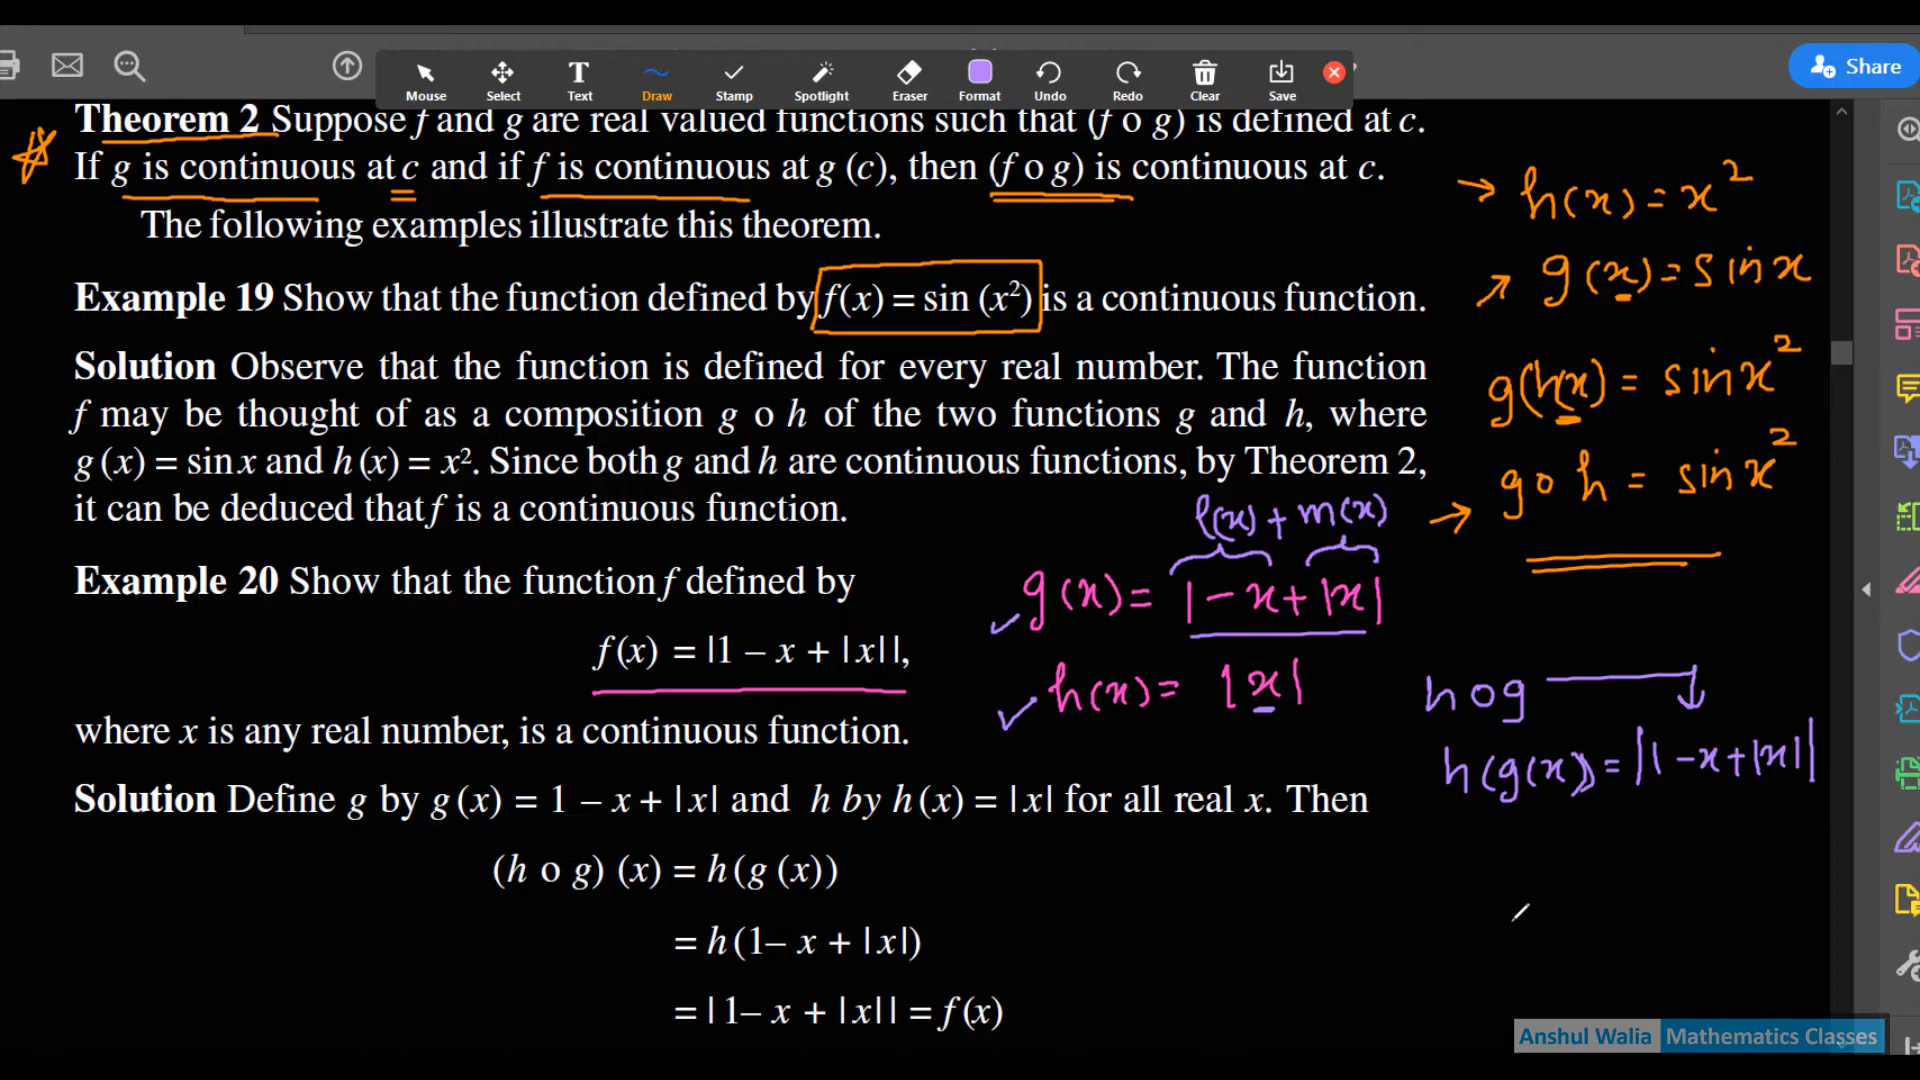 Share
Mouse Select Text Draw Stamp Spotlight Eraser Format Undo Redo Clear Save
Theorem 2 Suppose f and g are real valued functions such that (f o g) is defined at c.
If g is continuous at c and if f is continuous at g (c), then (f o g) is continuous at c.
The following examples illustrate this theorem.
Example 19 Show that the function defined by f(x) = sin (x²) is a continuous function.
Solution Observe that the function is defined for every real number. The function
f may be thought of as a composition g o h of the two functions g and h, where
g (x) = sin x and h (x) = x². Since both g and h are continuous functions, by Theorem 2,
it can be deduced that f is a continuous function.
Example 20 Show that the function f defined by
f(x) = |1 – x + | x ||,
where x is any real number, is a continuous function.
Solution Define g by g (x) = 1 – x + | x | and h by h (x) = | x | for all real x. Then
(h o g) (x) = h (g (x))
= h (1– x + | x |)
= | 1– x + | x | | = f (x)
h(x) = x²
g(x) = sin x
g(h(x) = sin x²
g o h = sin x²
l(x) + m(x)
g(x) = 1 - x + |x|
h(x) = |x|
h o g
h(g(x)) = |1 - x + |x||
Anshul Walia Mathematics Classes